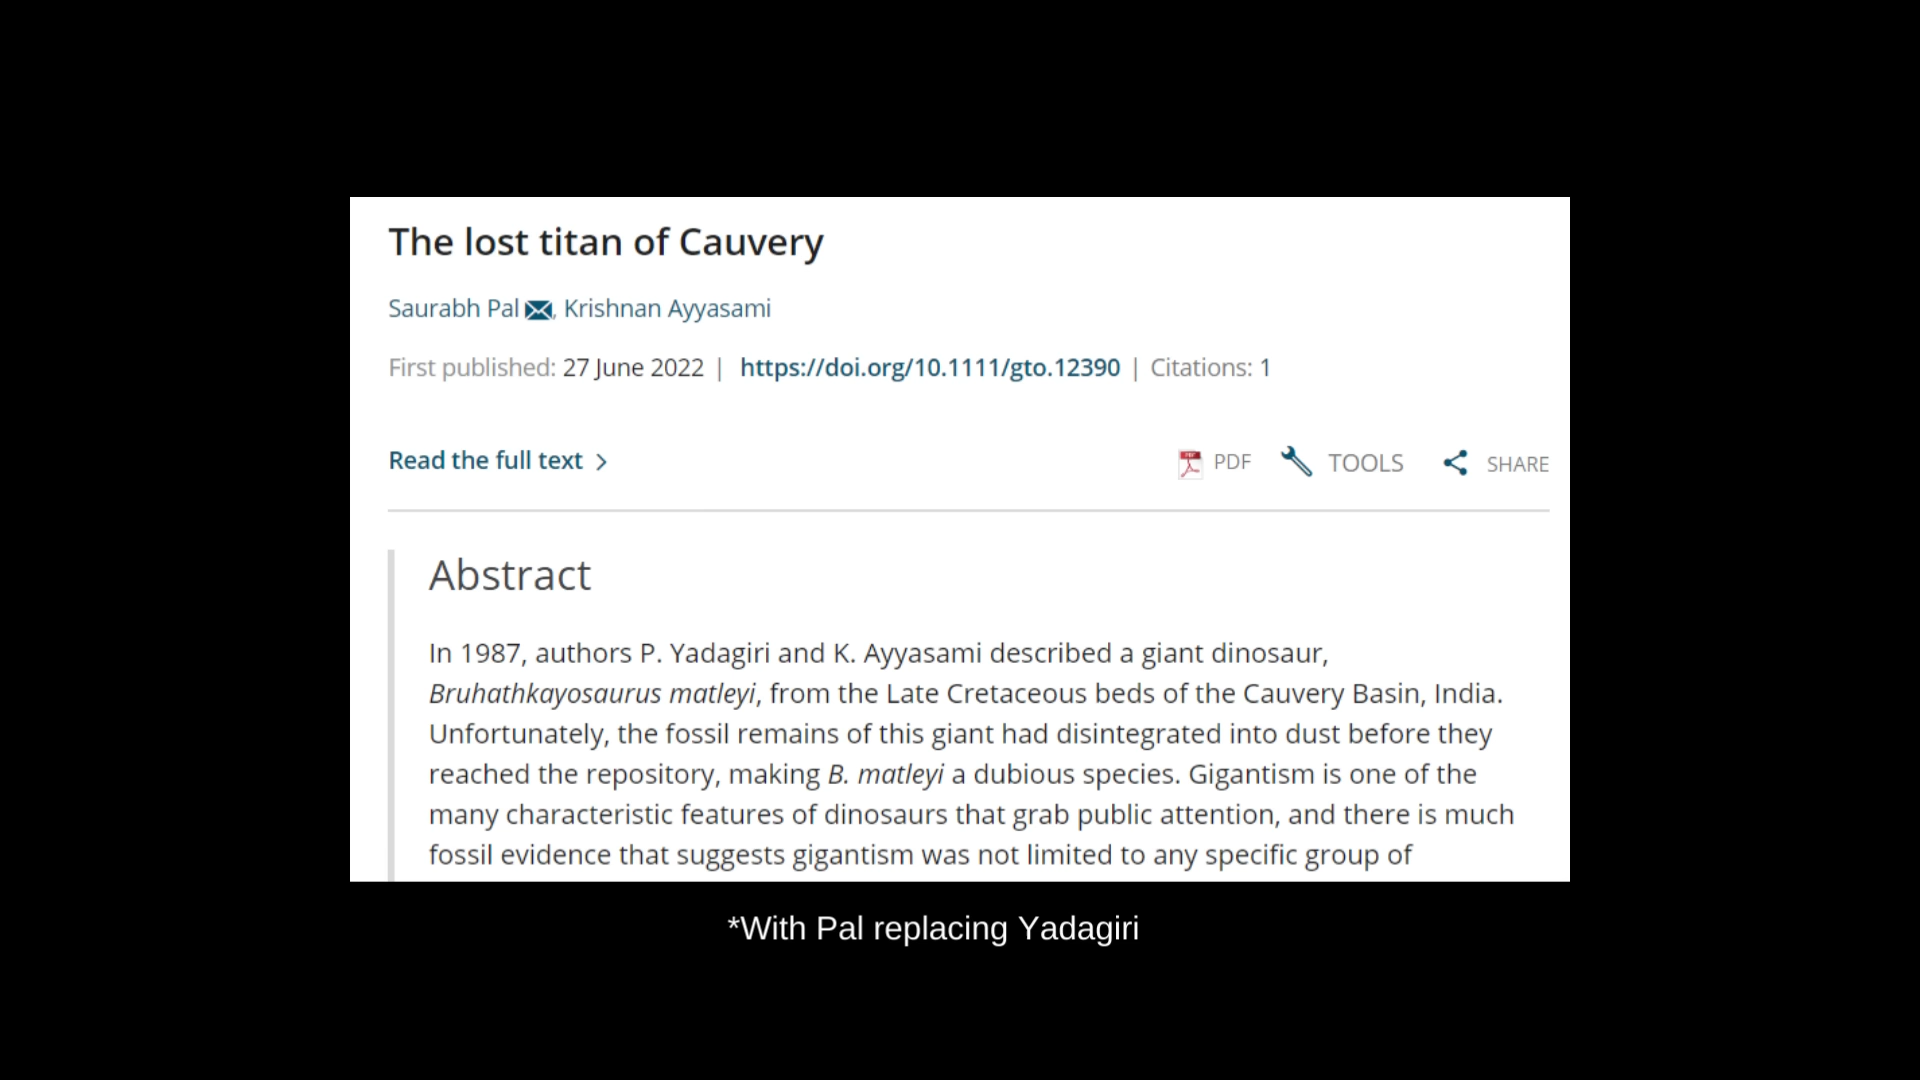 The lost titan of Cauvery
Saurabh Pal, Krishnan Ayyasami
First published: 27 June 2022 | https://doi.org/10.1111/gto.12390 | Citations: 1
Read the full text >
PDF TOOLS SHARE
Abstract
In 1987, authors P. Yadagiri and K. Ayyasami described a giant dinosaur,
Bruhathkayosaurus matleyi, from the Late Cretaceous beds of the Cauvery Basin, India.
Unfortunately, the fossil remains of this giant had disintegrated into dust before they
reached the repository, making B. matleyi a dubious species. Gigantism is one of the
many characteristic features of dinosaurs that grab public attention, and there is much
fossil evidence that suggests gigantism was not limited to any specific group of
*With Pal replacing Yadagiri